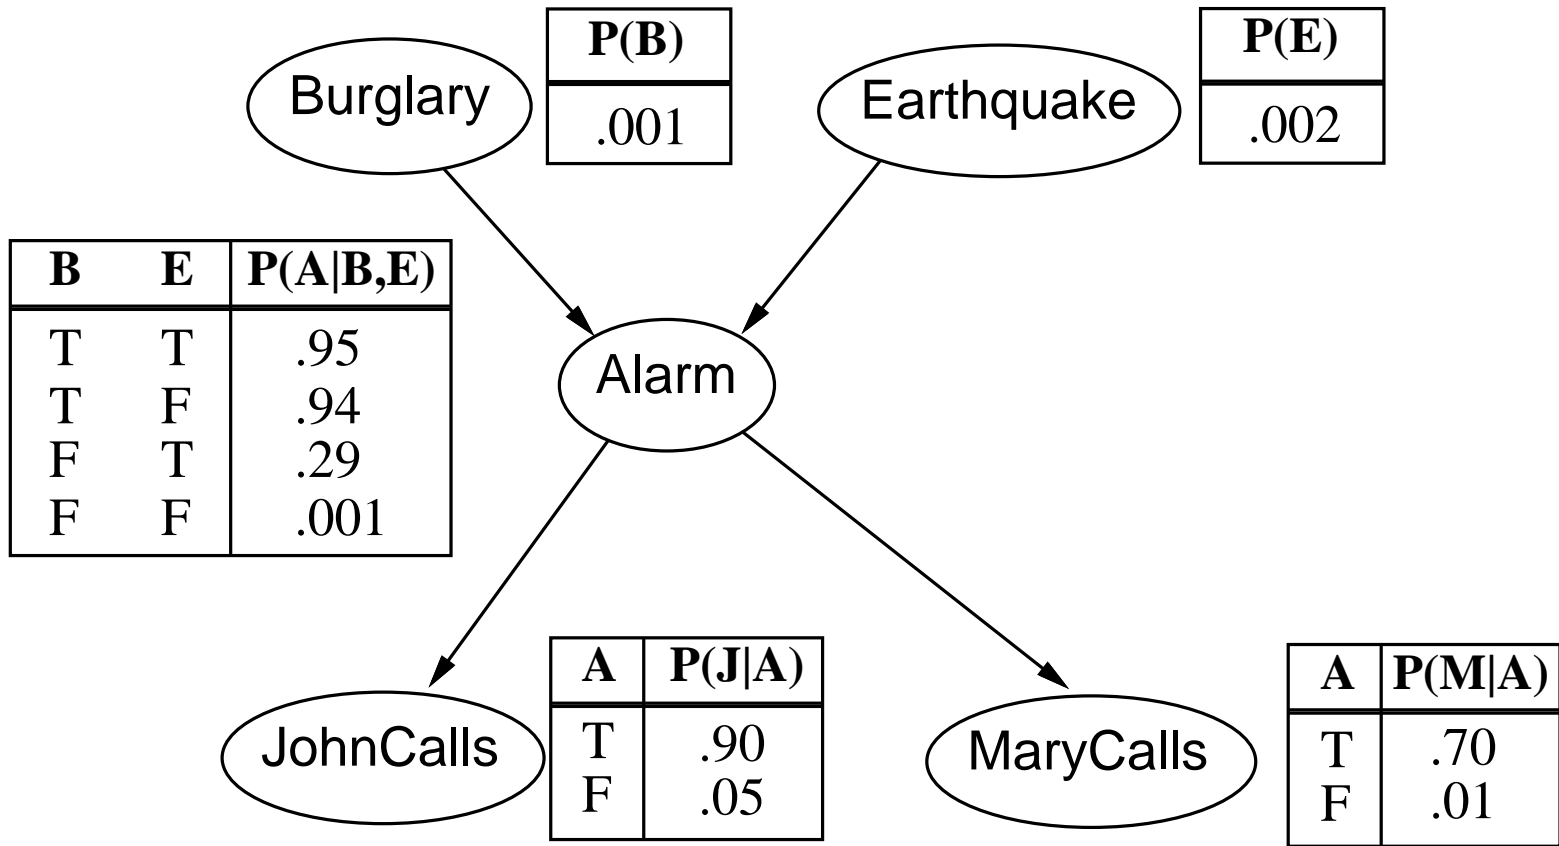 Burglary
P(B)
.001
Earthquake
P(E)
.002
B E P(A|B,E)
T T .95
T F .94
F T .29
F F .001
Alarm
JohnCalls
A P(J|A)
T .90
F .05
MaryCalls
A P(M|A)
T .70
F .01